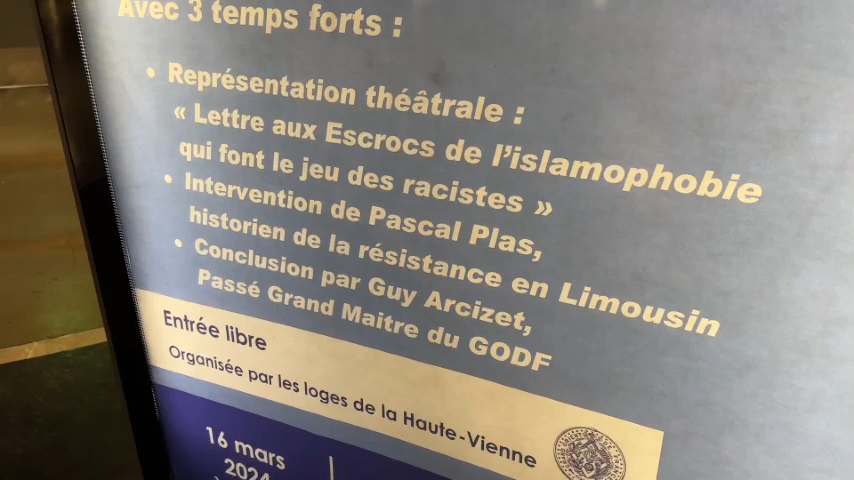 Avec 3 temps forts :
• Représentation théâtrale :
« Lettre aux Escrocs de l'islamophobie
qui font le jeu des racistes »
• Intervention de Pascal Plas,
historien de la résistance en Limousin
• Conclusion par Guy Arcizet,
Passé Grand Maitre du GODF
Entrée libre
Organisée par les loges de la Haute-Vienne
16 mars
2024